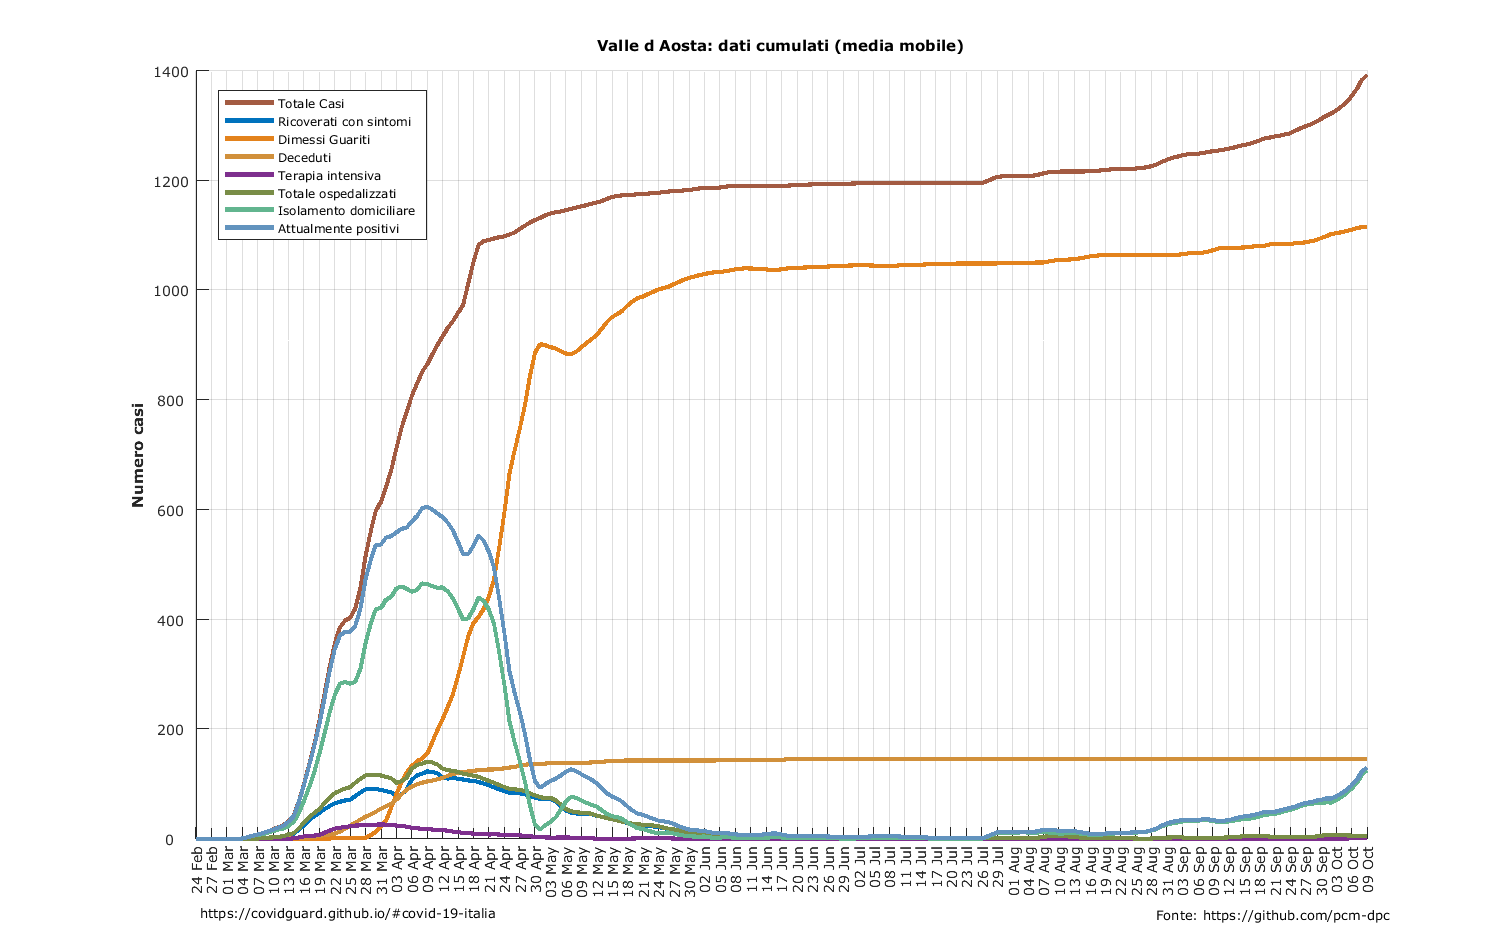 Valle d Aosta: dati cumulati (media mobile)
Numero casi
1400
1200
1000
800
600
400
200
0
Totale Casi
Ricoverati con sintomi
Dimessi Guariti
Deceduti
Terapia intensiva
Totale ospedalizzati
Isolamento domiciliare
Attualmente positivi
24 Feb
27 Feb
01 Mar
04 Mar
07 Mar
10 Mar
13 Mar
16 Mar
19 Mar
22 Mar
25 Mar
28 Mar
31 Mar
03 Apr
06 Apr
09 Apr
12 Apr
15 Apr
18 Apr
21 Apr
24 Apr
27 Apr
30 Apr
03 May
06 May
09 May
12 May
15 May
18 May
21 May
24 May
27 May
30 May
02 Jun
05 Jun
08 Jun
11 Jun
14 Jun
17 Jun
20 Jun
23 Jun
26 Jun
29 Jun
02 Jul
05 Jul
08 Jul
11 Jul
14 Jul
17 Jul
20 Jul
23 Jul
26 Jul
29 Jul
01 Aug
04 Aug
07 Aug
10 Aug
13 Aug
16 Aug
19 Aug
22 Aug
25 Aug
28 Aug
31 Aug
03 Sep
06 Sep
09 Sep
12 Sep
15 Sep
18 Sep
21 Sep
24 Sep
27 Sep
30 Sep
03 Oct
06 Oct
09 Oct
https://covidguard.github.io/#covid-19-italia
Fonte: https://github.com/pcm-dpc